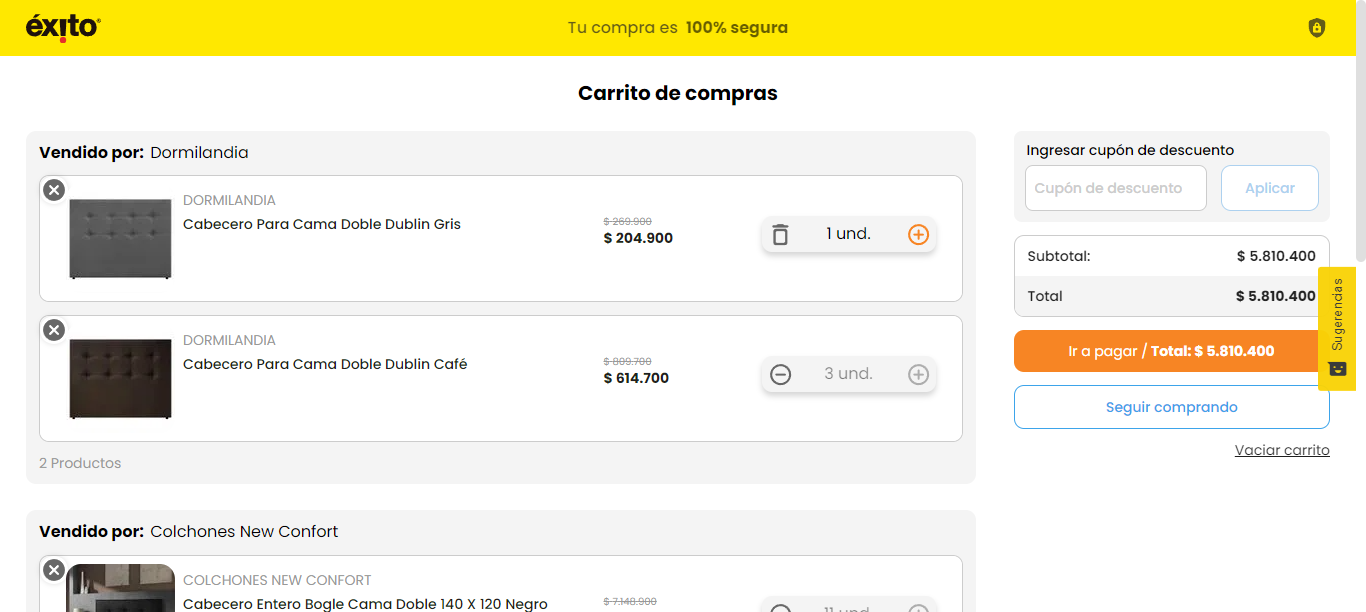 éxito
Tu compra es 100% segura
Carrito de compras
Vendido por: Dormilandia
DORMILANDIA
Cabecero Para Cama Doble Dublin Gris
$ 269.900
$ 204.900
1 und.
DORMILANDIA
Cabecero Para Cama Doble Dublin Café
$ 809.700
$ 614.700
3 und.
2 Productos
Vendido por: Colchones New Confort
COLCHONES NEW CONFORT
Cabecero Entero Bogle Cama Doble 140 X 120 Negro
$ 7.148.900
11 und.
Ingresar cupón de descuento
Cupón de descuento
Aplicar
Subtotal: $ 5.810.400
Total $ 5.810.400
Ir a pagar / Total: $ 5.810.400
Seguir comprando
Vaciar carrito
Sugerendas